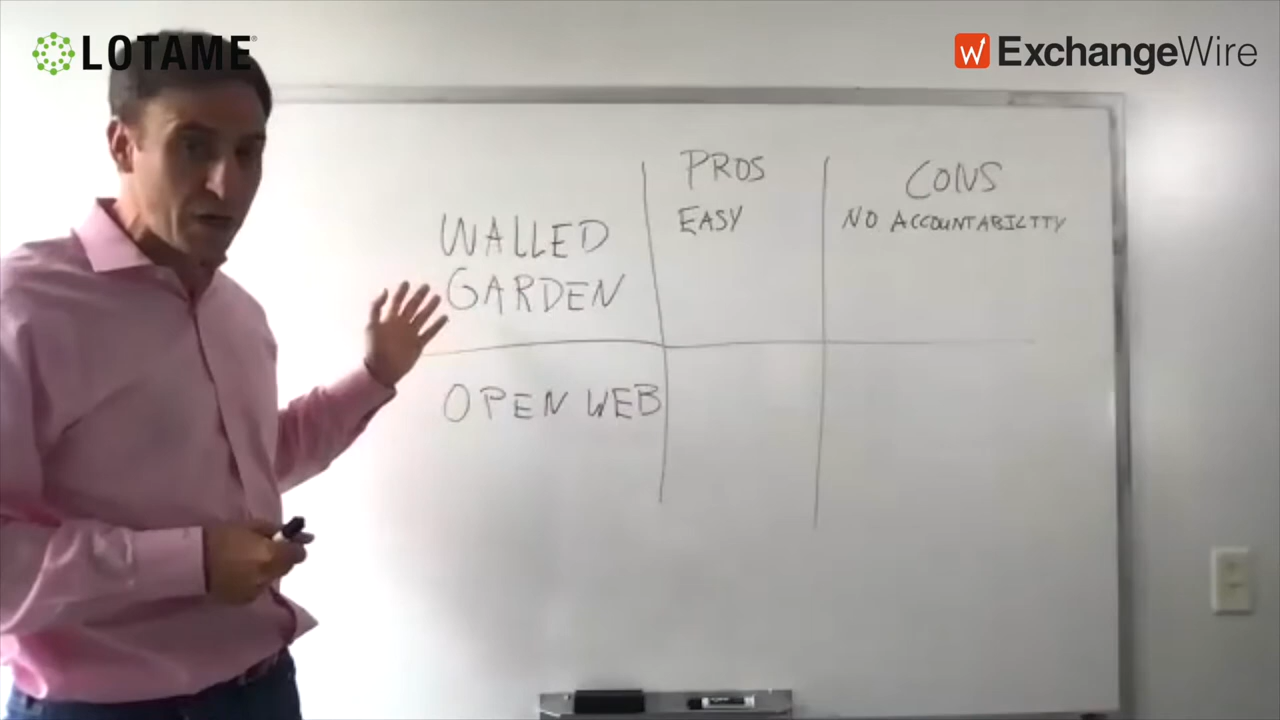 LOTAME
ExchangeWire
PROS
CONS
WALLED
GARDEN
EASY
NO ACCOUNTABILITY
OPEN WEB